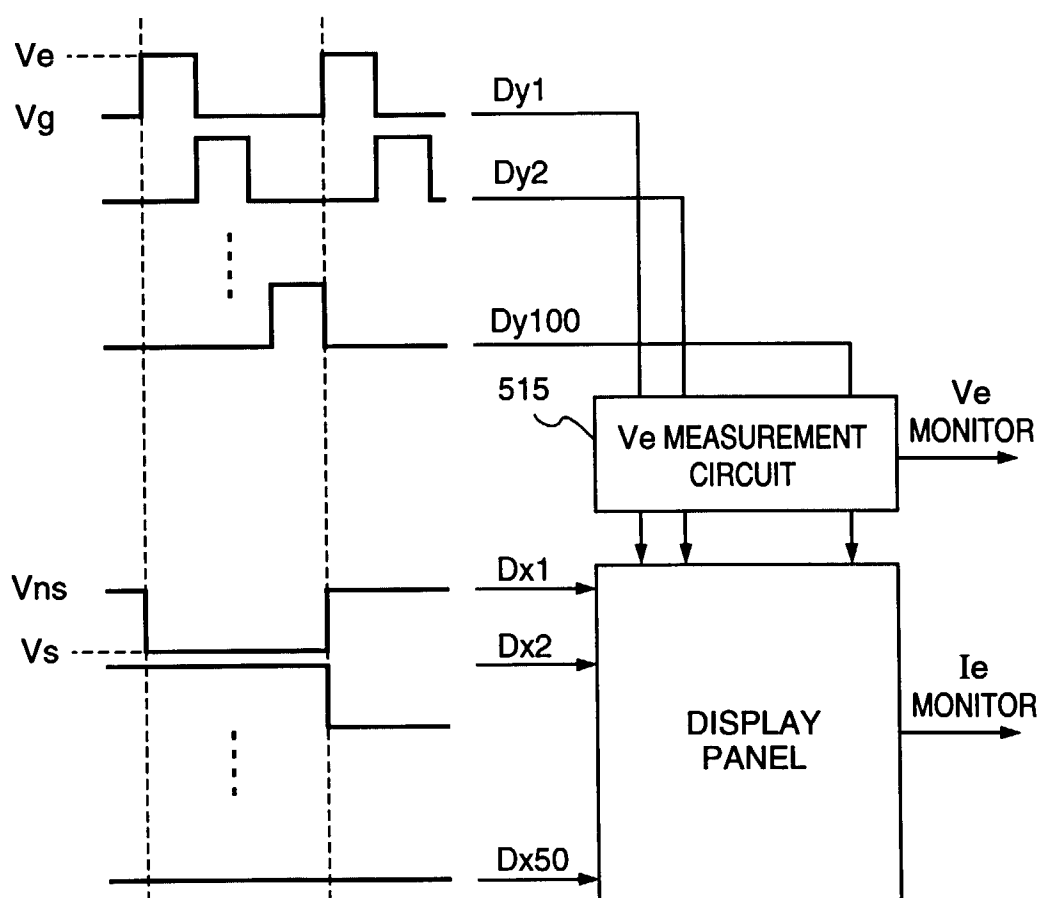 Ve
Vg
Dy1
Dy2
Dy100
515
Ve MEASUREMENT
CIRCUIT
Ve
MONITOR
Vns
Vs
Dx1
Dx2
Dx50
DISPLAY
PANEL
Ie
MONITOR